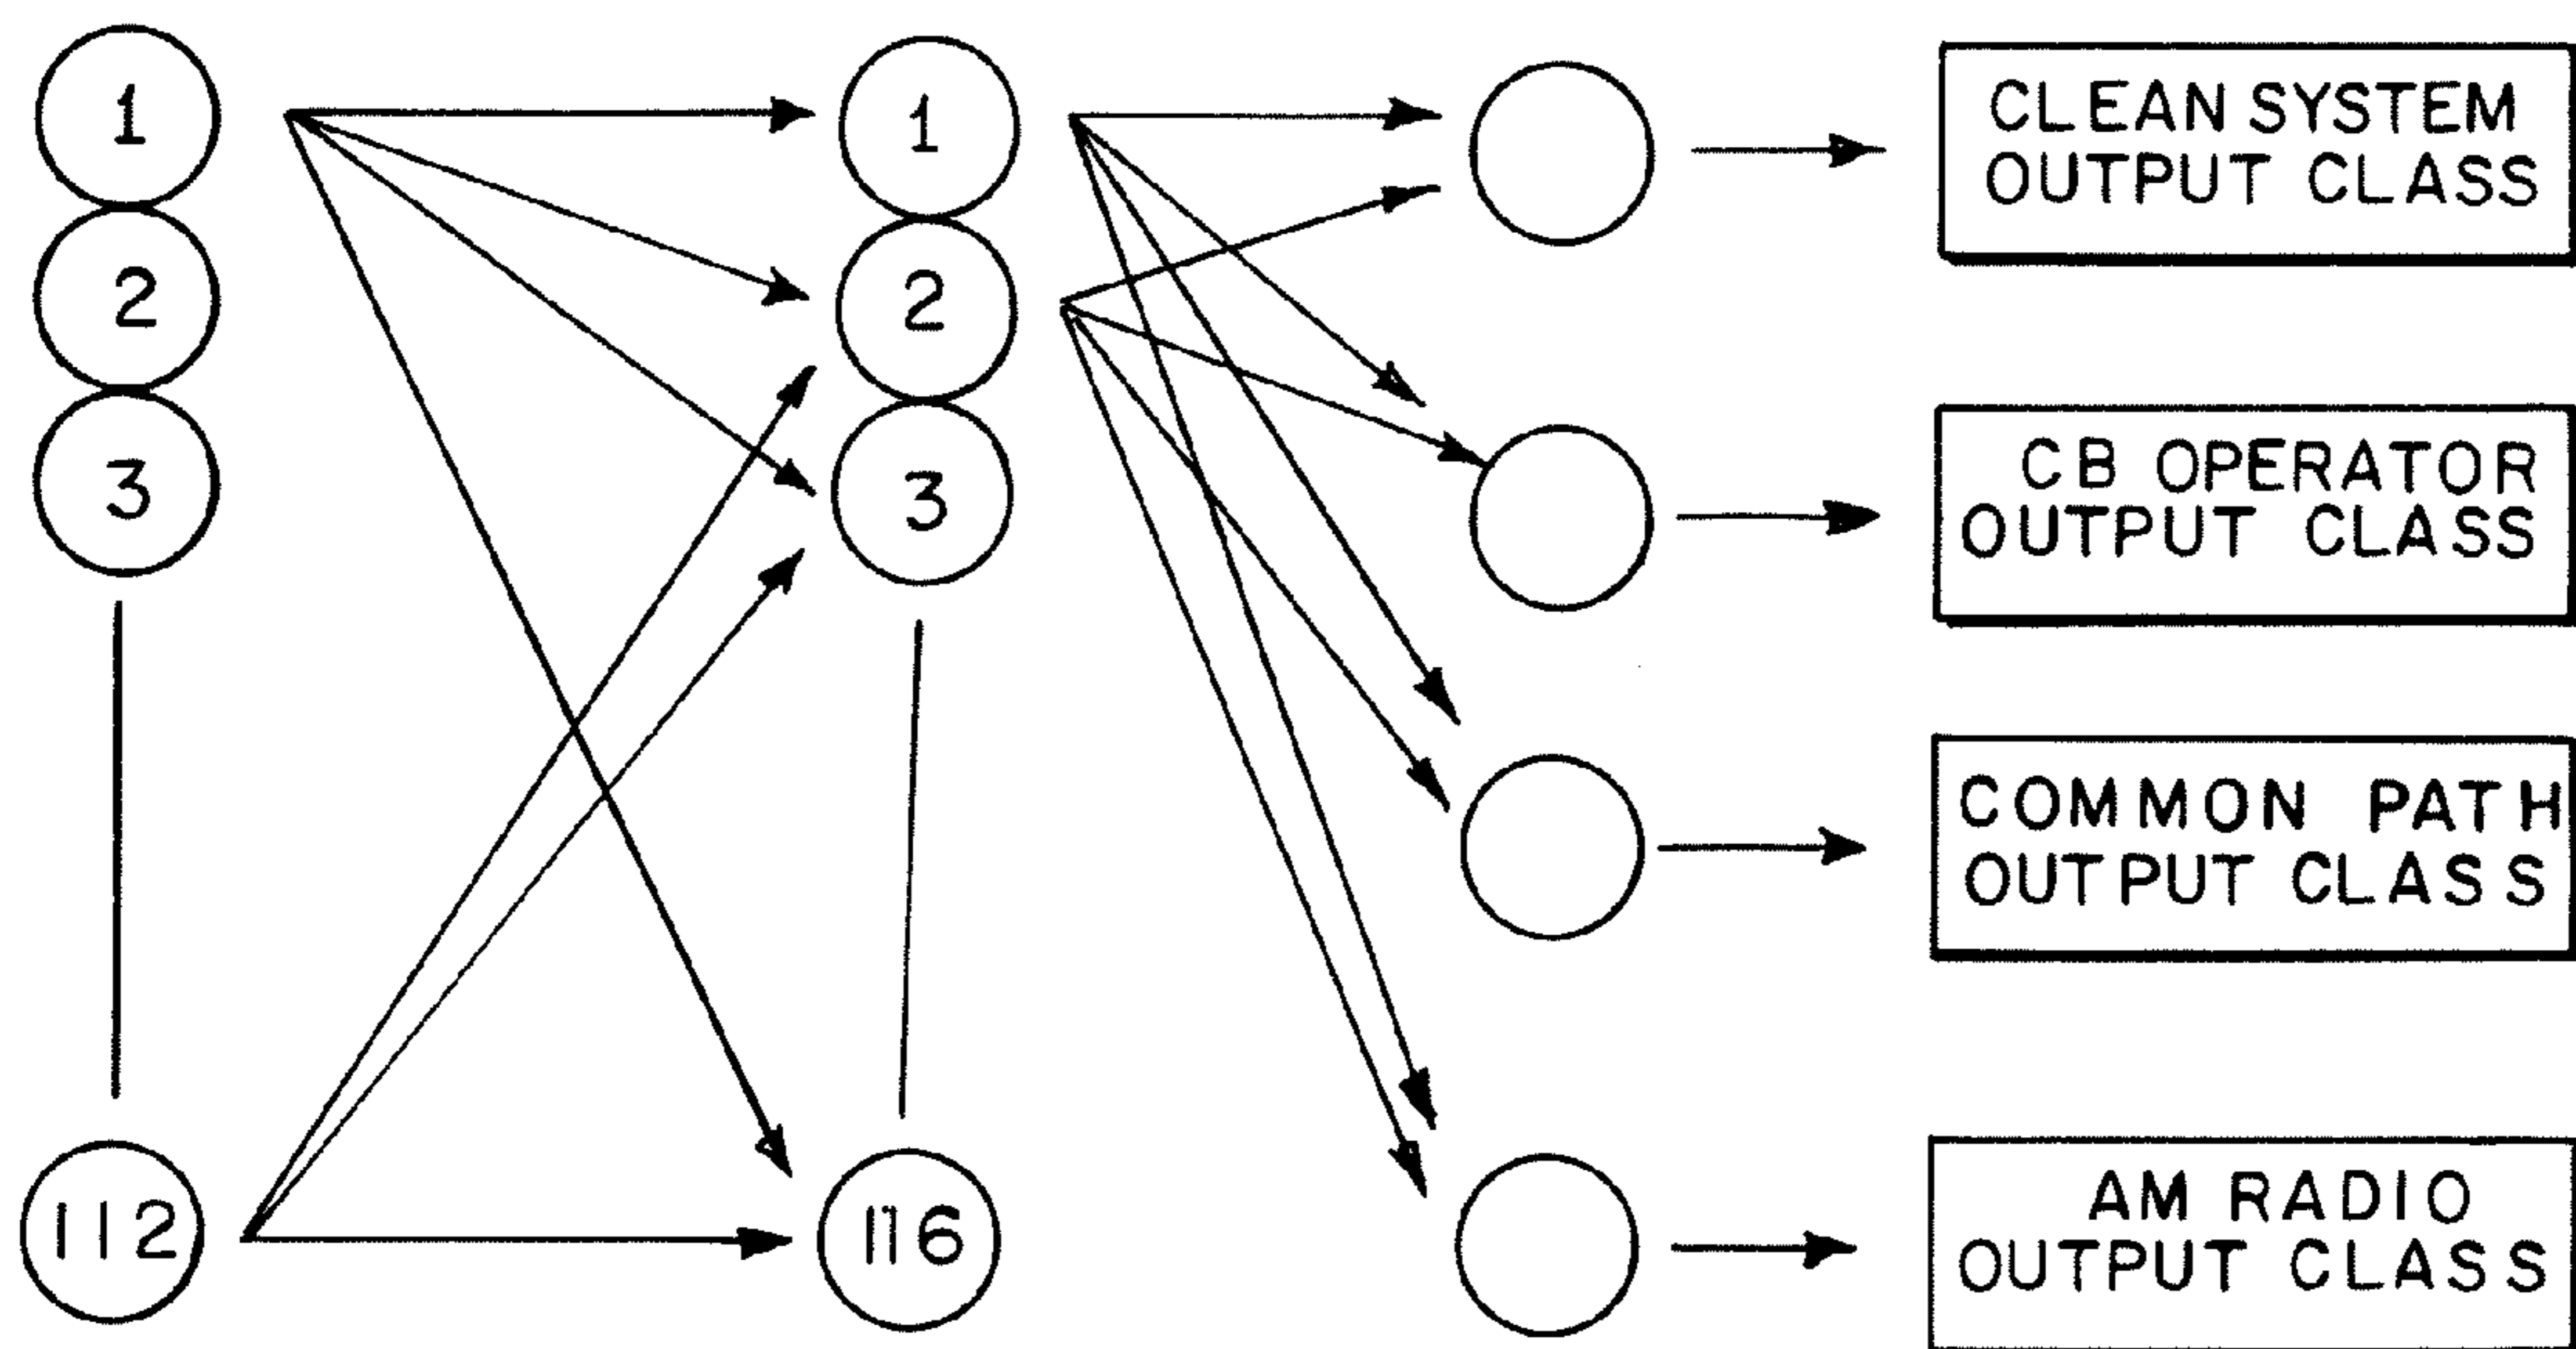 1
2
3
112
1
2
3
116
CLEAN SYSTEM
OUTPUT CLASS
CB OPERATOR
OUTPUT CLASS
COMMON PATH
OUTPUT CLASS
AM RADIO
OUTPUT CLASS